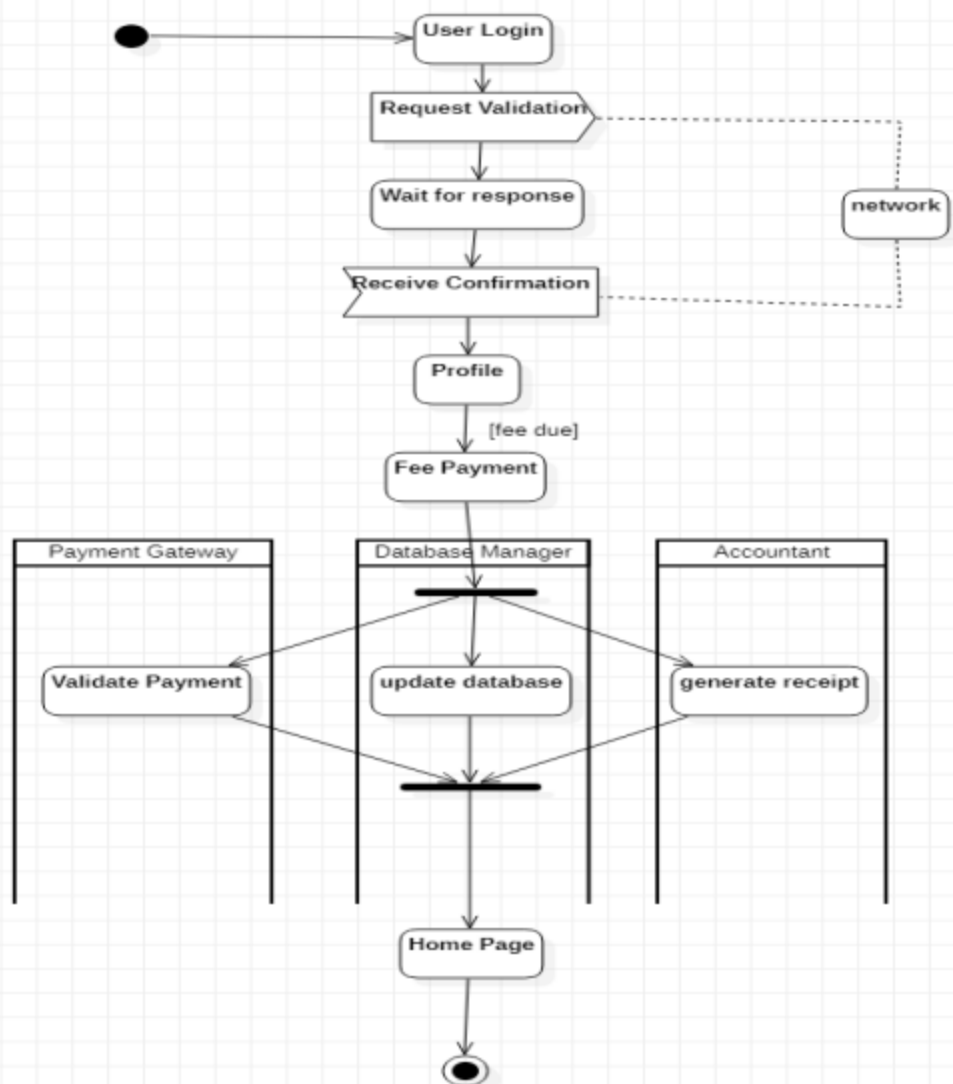 User Login
Request Validation
Wait for response
network
Receive Confirmation
Profile
[fee due]
Fee Payment
Payment Gateway
Database Manager
Accountant
Validate Payment
update database
generate receipt
Home Page